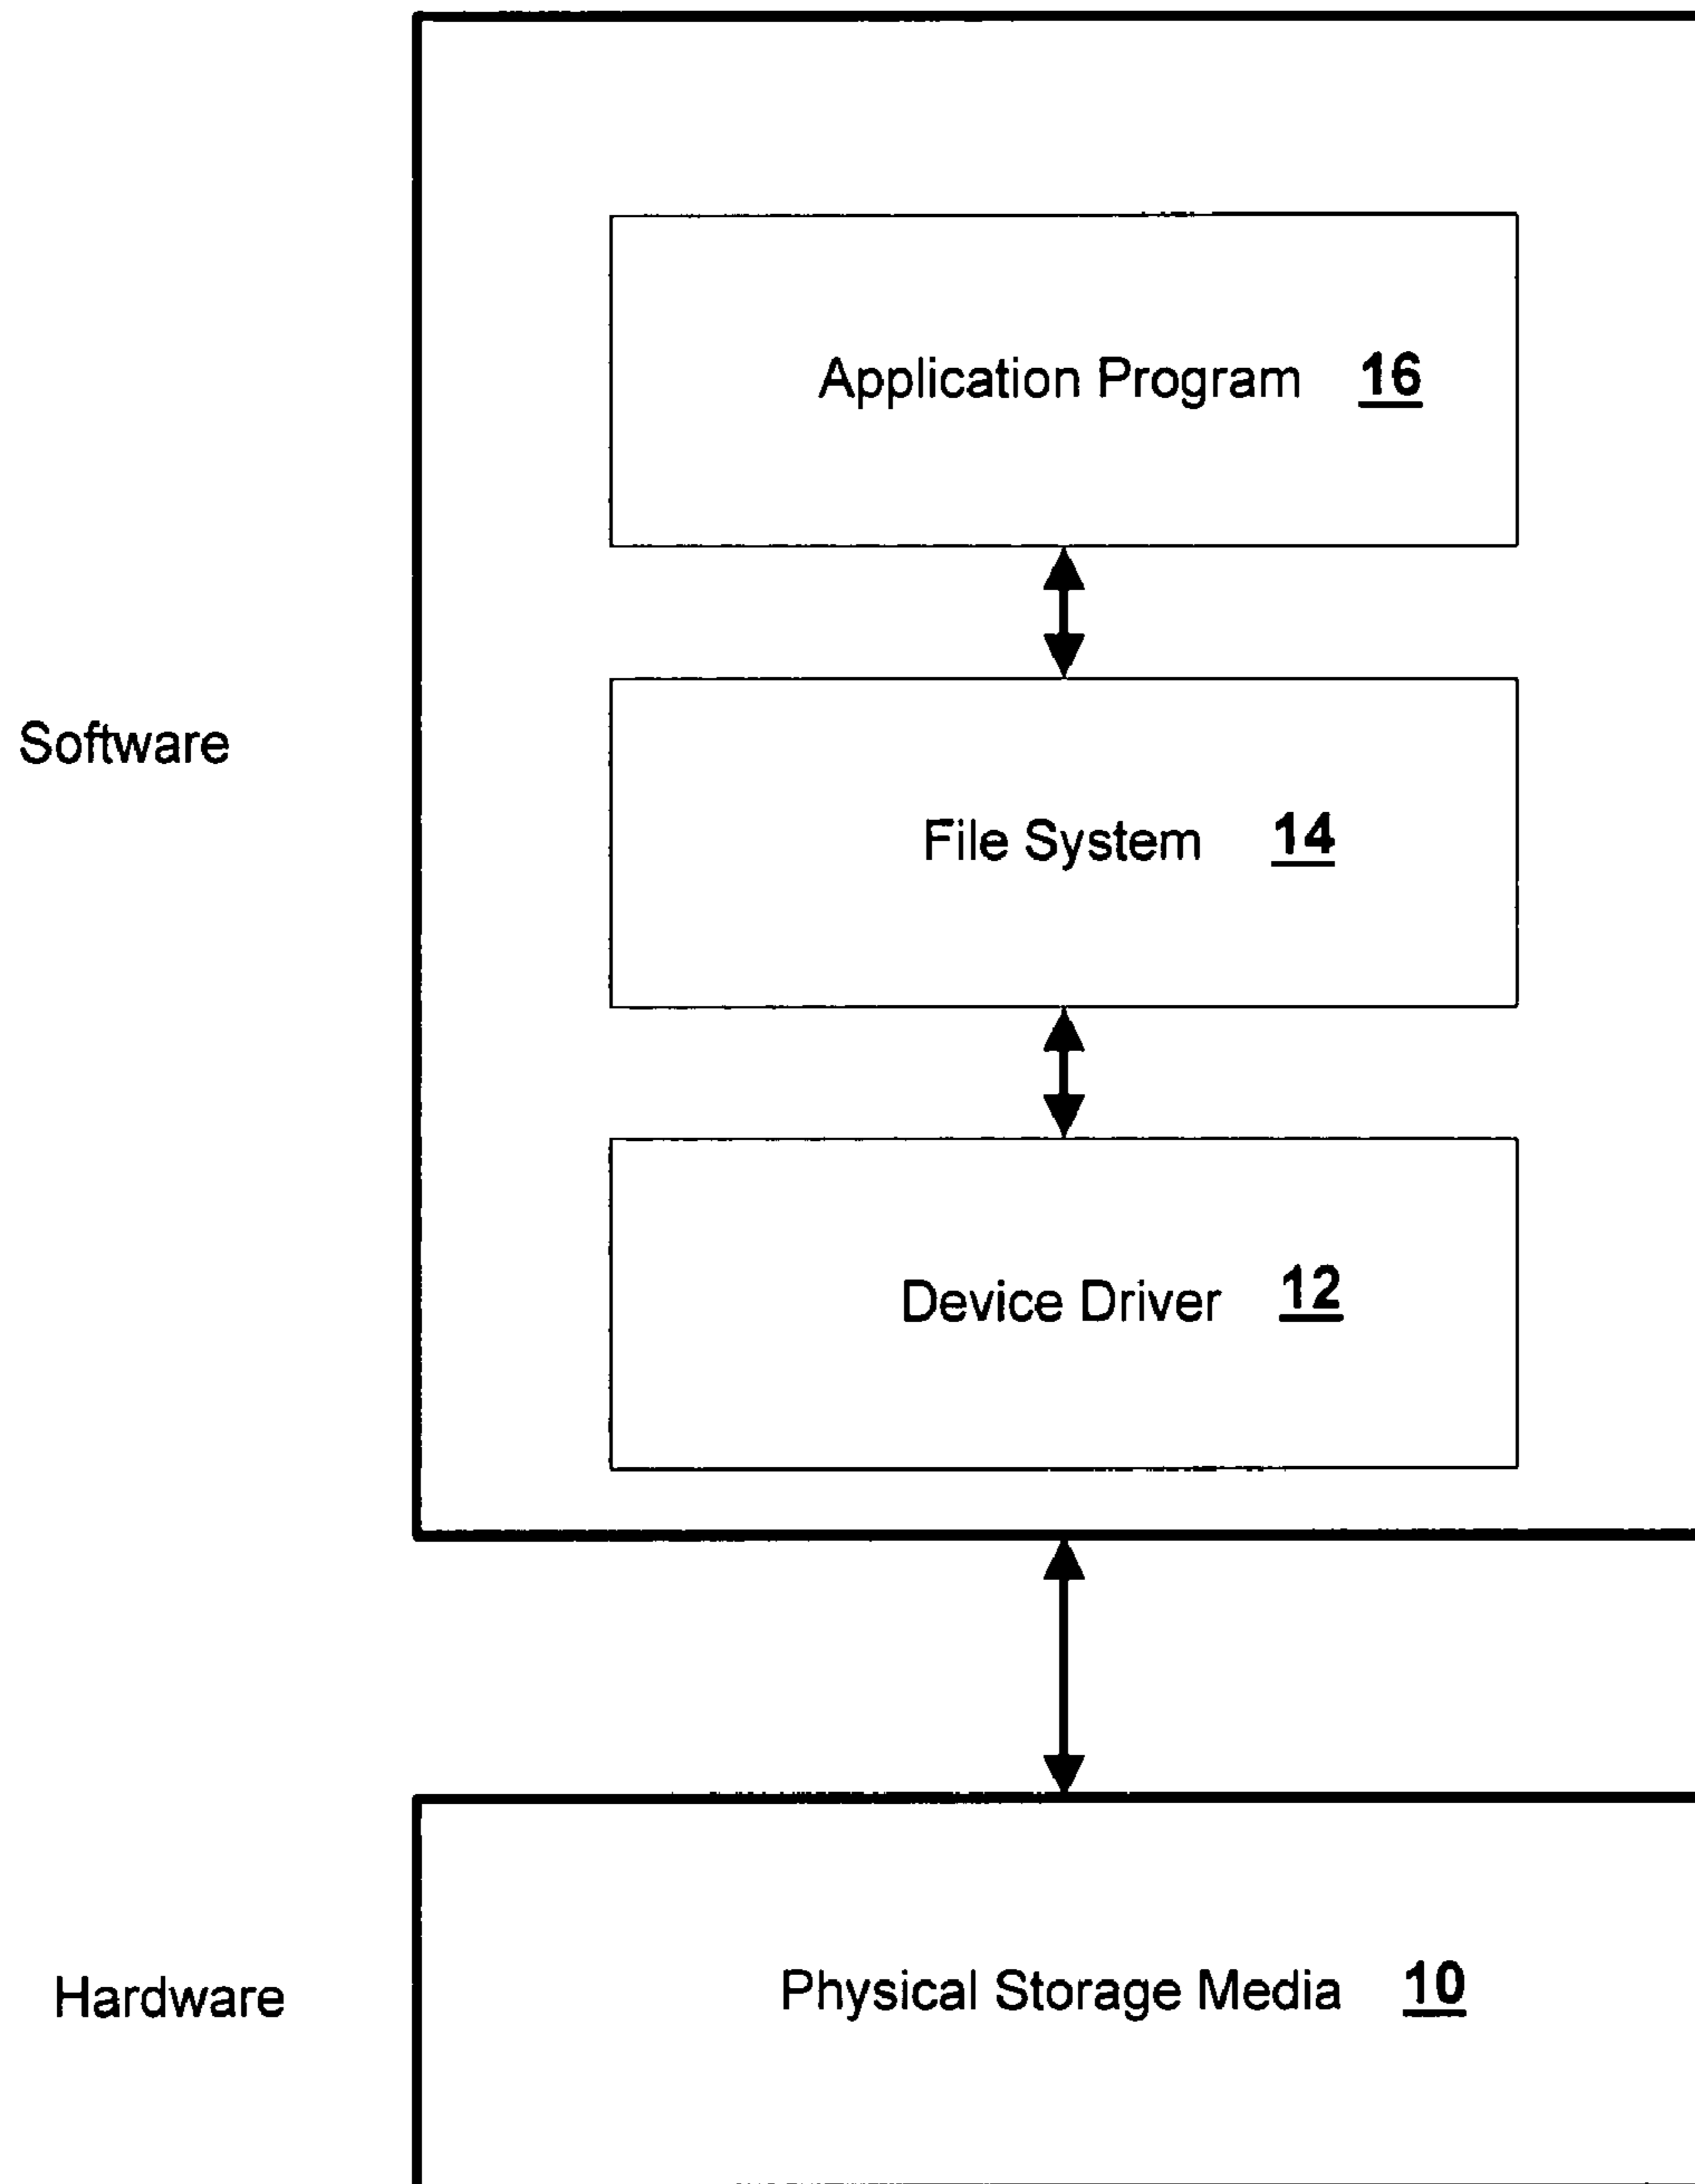 Application Program 16
Software
File System 14
Device Driver 12
Hardware
Physical Storage Media 10